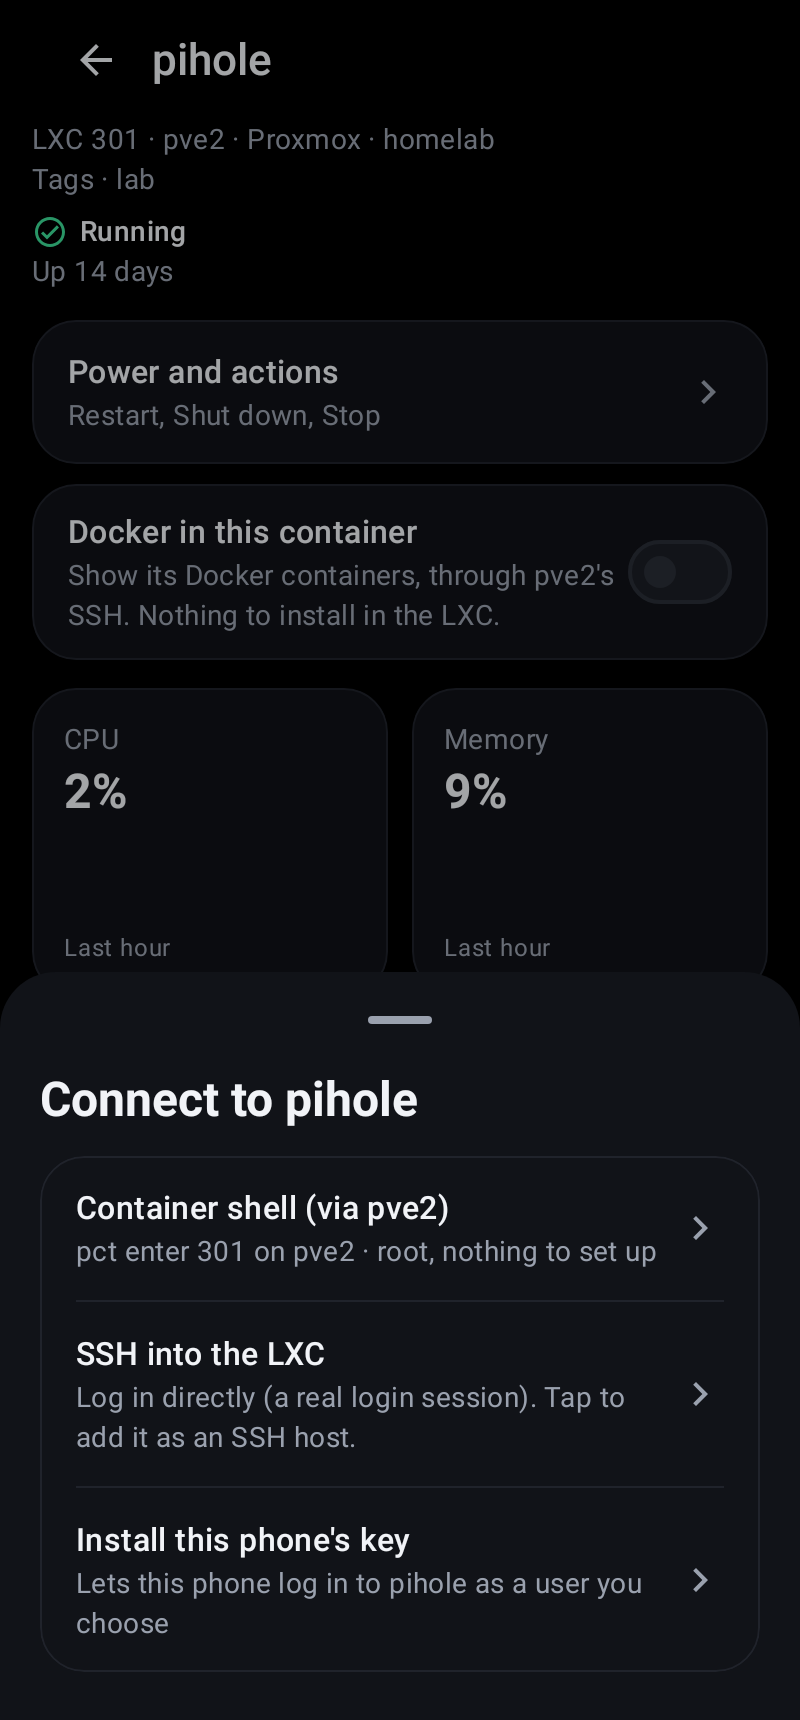 pihole
LXC 301 · pve2 · Proxmox · homelab
Tags · lab
Running
Up 14 days
Power and actions
Restart, Shut down, Stop
Docker in this container
Show its Docker containers, through pve2's
SSH. Nothing to install in the LXC.
CPU
2%
Last hour
Memory
9%
Last hour
Connect to pihole
Container shell (via pve2)
pct enter 301 on pve2 · root, nothing to set up
SSH into the LXC
Log in directly (a real login session). Tap to
add it as an SSH host.
Install this phone's key
Lets this phone log in to pihole as a user you
choose